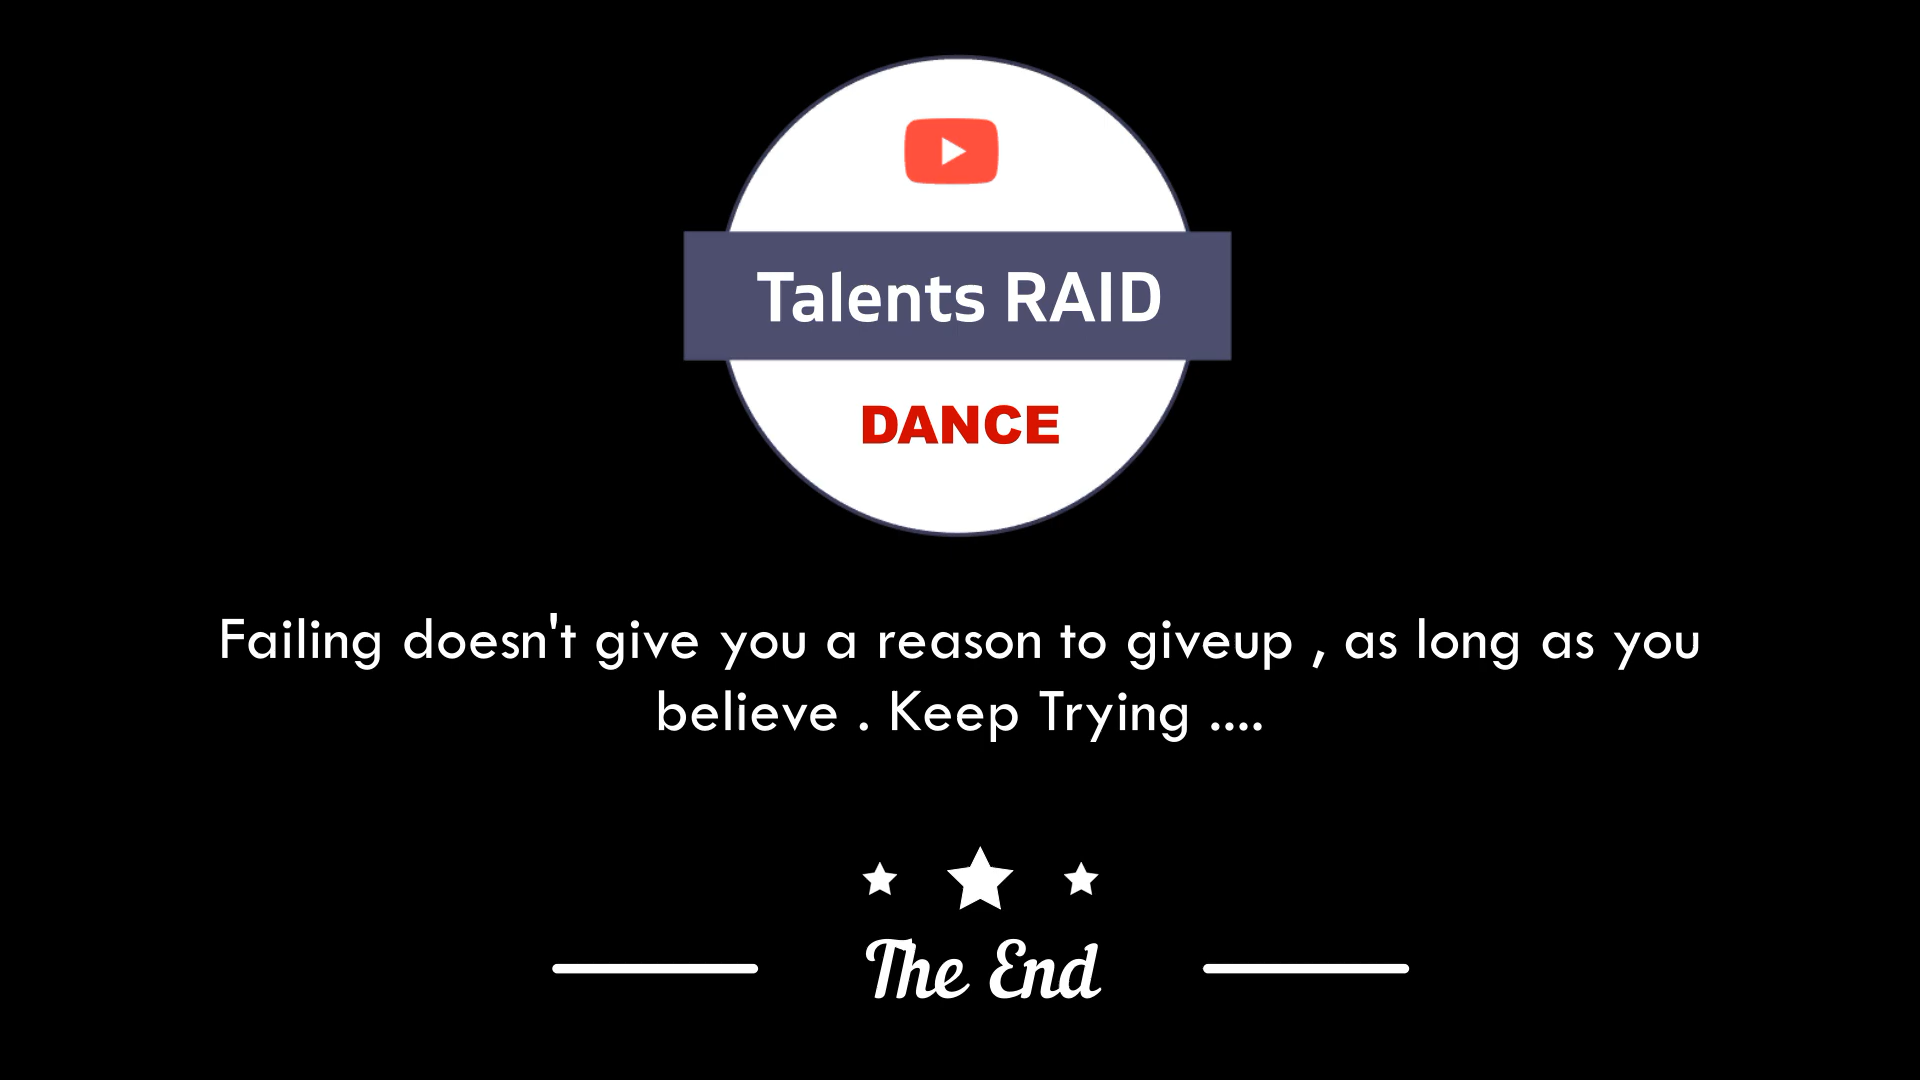 Talents RAID
DANCE
Failing doesn't give you a reason to giveup , as long as you
believe . Keep Trying ....
The End